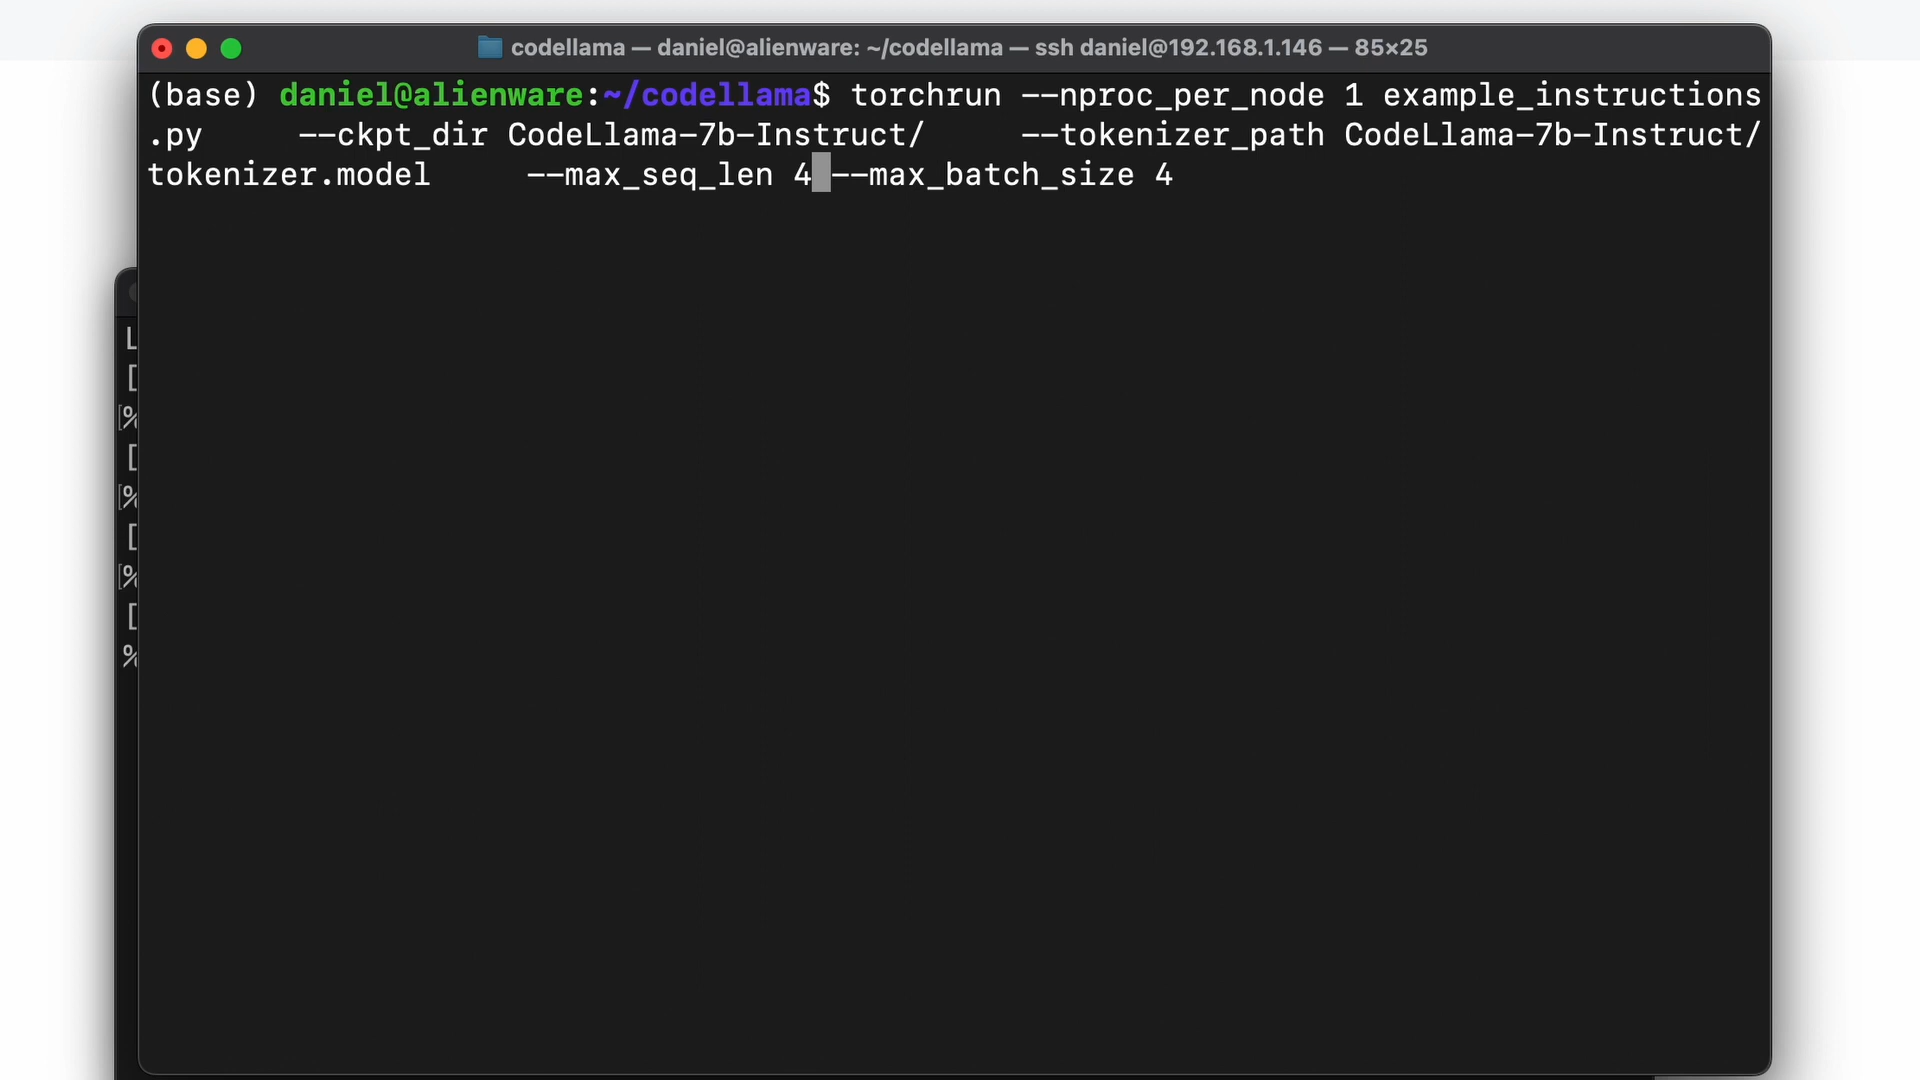 codellama — daniel@alienware: ~/codellama — ssh daniel@192.168.1.146 — 85×25
(base) daniel@alienware:~/codellama$ torchrun --nproc_per_node 1 example_instructions
.py     --ckpt_dir CodeLlama-7b-Instruct/     --tokenizer_path CodeLlama-7b-Instruct/
tokenizer.model     --max_seq_len 4 --max_batch_size 4
L
[
[%
[
[%
[
[%
[
%